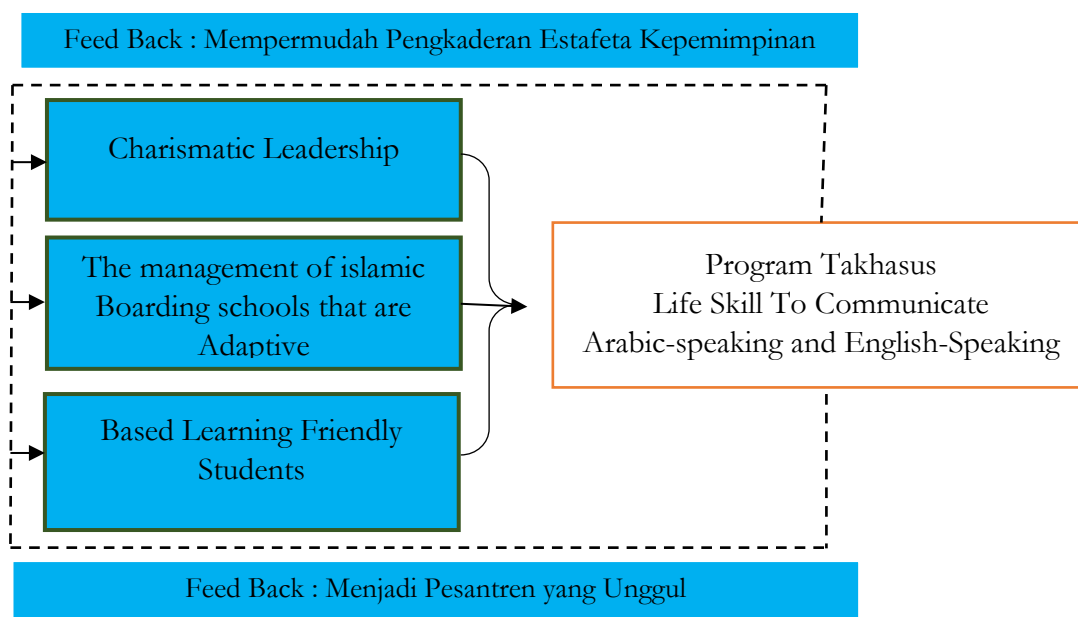 Feed Back : Mempermudah Pengkaderan Estafeta Kepemimpinan
Charismatic Leadership
The management of islamic
Boarding schools that are
Adaptive
Based Learning Friendly
Students
Program Takhasus
Life Skill To Communicate
Arabic-speaking and English-Speaking
Feed Back : Menjadi Pesantren yang Unggul